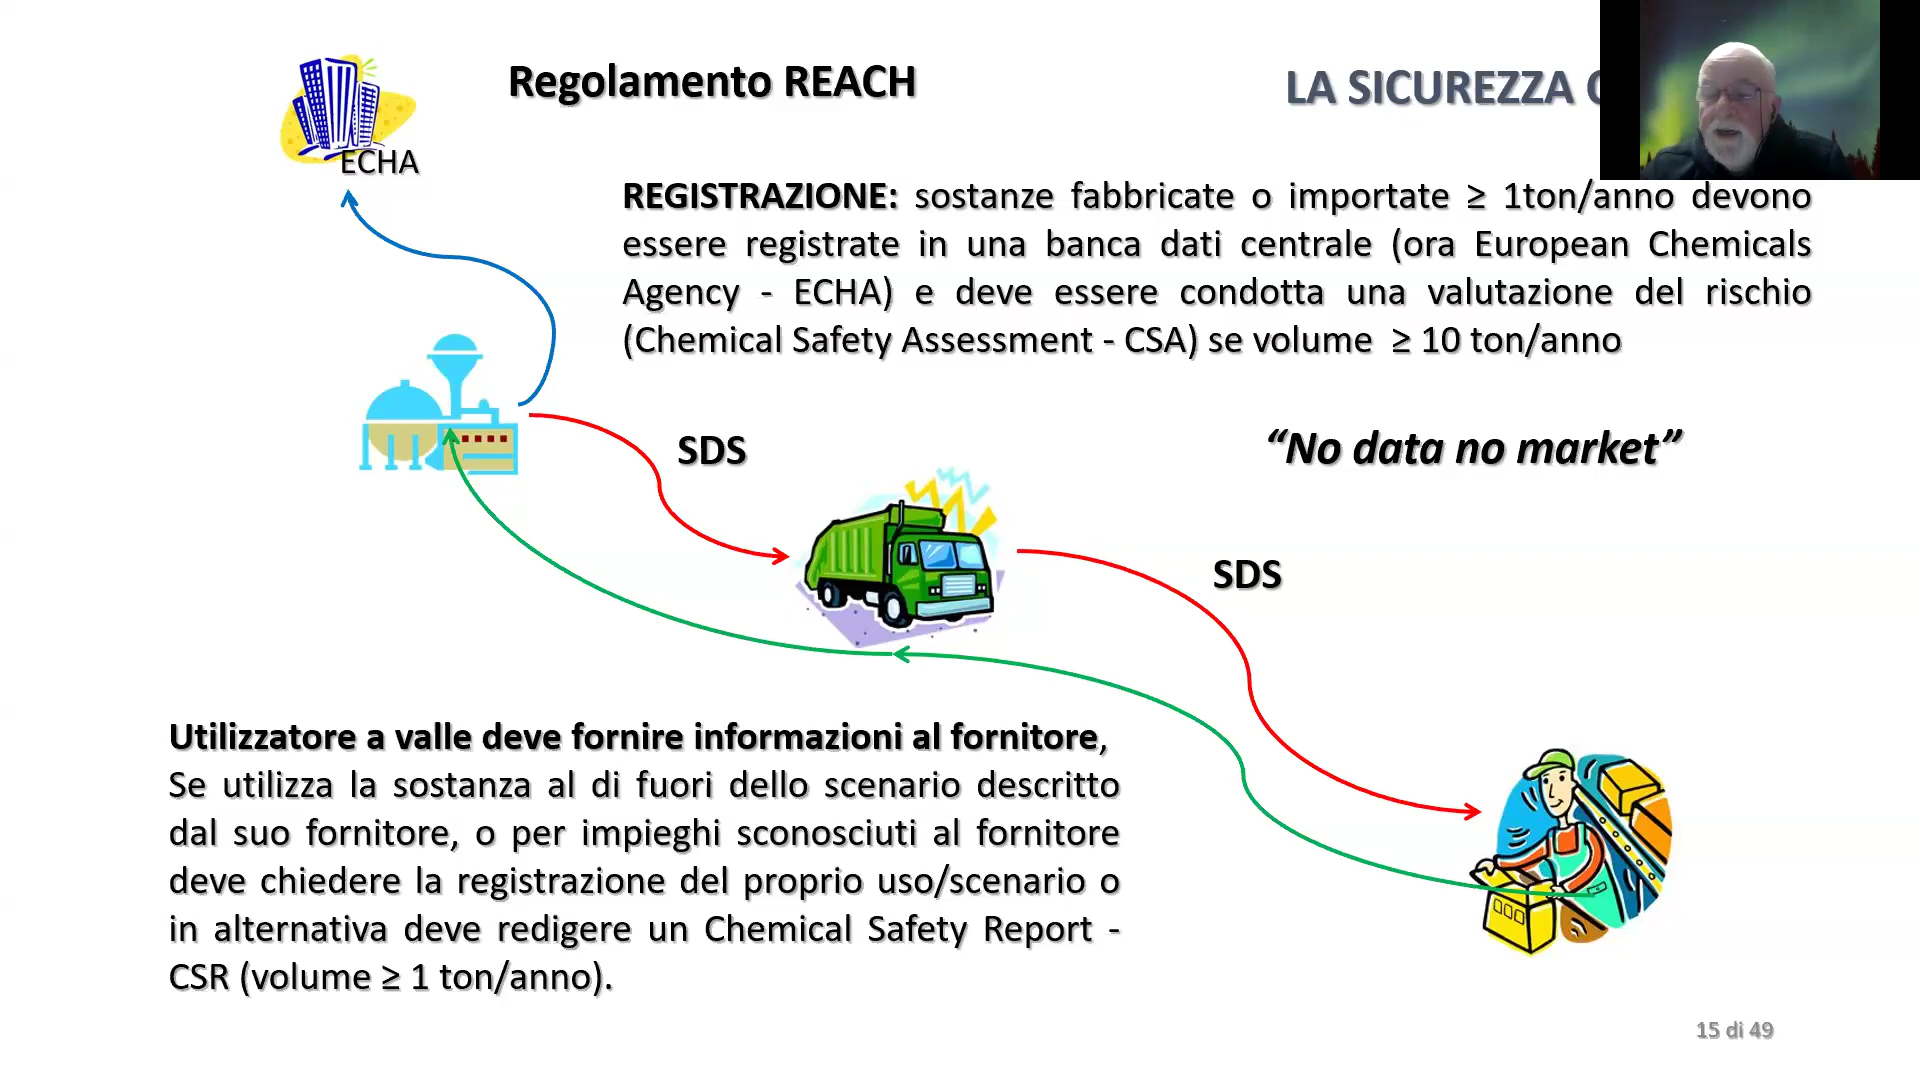 Regolamento REACH
LA SICUREZZA
ECHA
REGISTRAZIONE: sostanze fabbricate o importate ≥ 1ton/anno devono
essere registrate in una banca dati centrale (ora European Chemicals
Agency - ECHA) e deve essere condotta una valutazione del rischio
(Chemical Safety Assessment - CSA) se volume ≥ 10 ton/anno
SDS
“No data no market”
SDS
Utilizzatore a valle deve fornire informazioni al fornitore,
Se utilizza la sostanza al di fuori dello scenario descritto
dal suo fornitore, o per impieghi sconosciuti al fornitore
deve chiedere la registrazione del proprio uso/scenario o
in alternativa deve redigere un Chemical Safety Report -
CSR (volume ≥ 1 ton/anno).
15 di 49